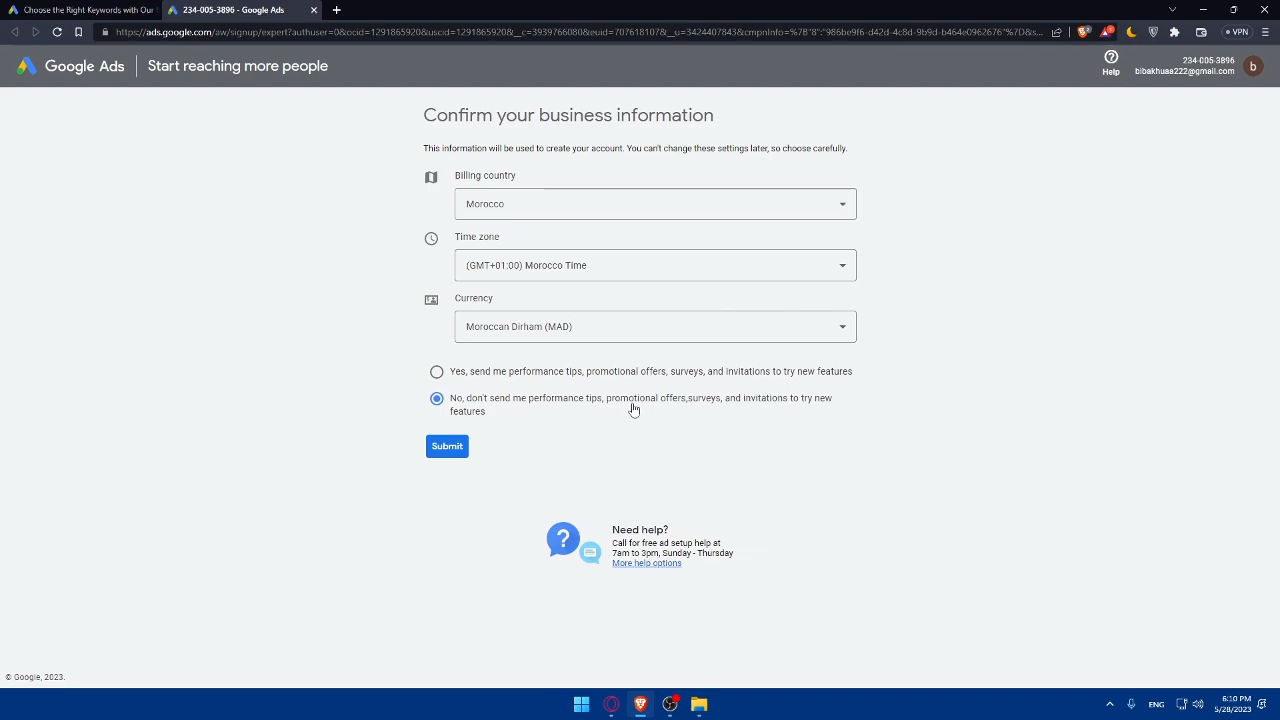 Choose the Right Keywords with Our
234-005-3896 - Google Ads
https://ads.google.com/aw/signup/expert?authuser=0&ocid=1291865920&uscid=1291865920&__c=3939766080&euid=707618107&__u=3424407843&cmpnInfo=%7B"8":"986be9f6-d42d-4c8d-9b9d-b464e0962676"%7D&s...
VPN
Google Ads
Start reaching more people
Help
234-005-3896
bibakhuaa222@gmail.com
b
Confirm your business information
This information will be used to create your account. You can't change these settings later, so choose carefully.
Billing country
Morocco
Time zone
(GMT+01:00) Morocco Time
Currency
Moroccan Dirham (MAD)
Yes, send me performance tips, promotional offers, surveys, and invitations to try new features
No, don't send me performance tips, promotional offers,surveys, and invitations to try new
features
Submit
?
Need help?
Call for free ad setup help at
7am to 3pm, Sunday - Thursday
More help options
© Google, 2023.
ENG
6:10 PM
5/28/2023